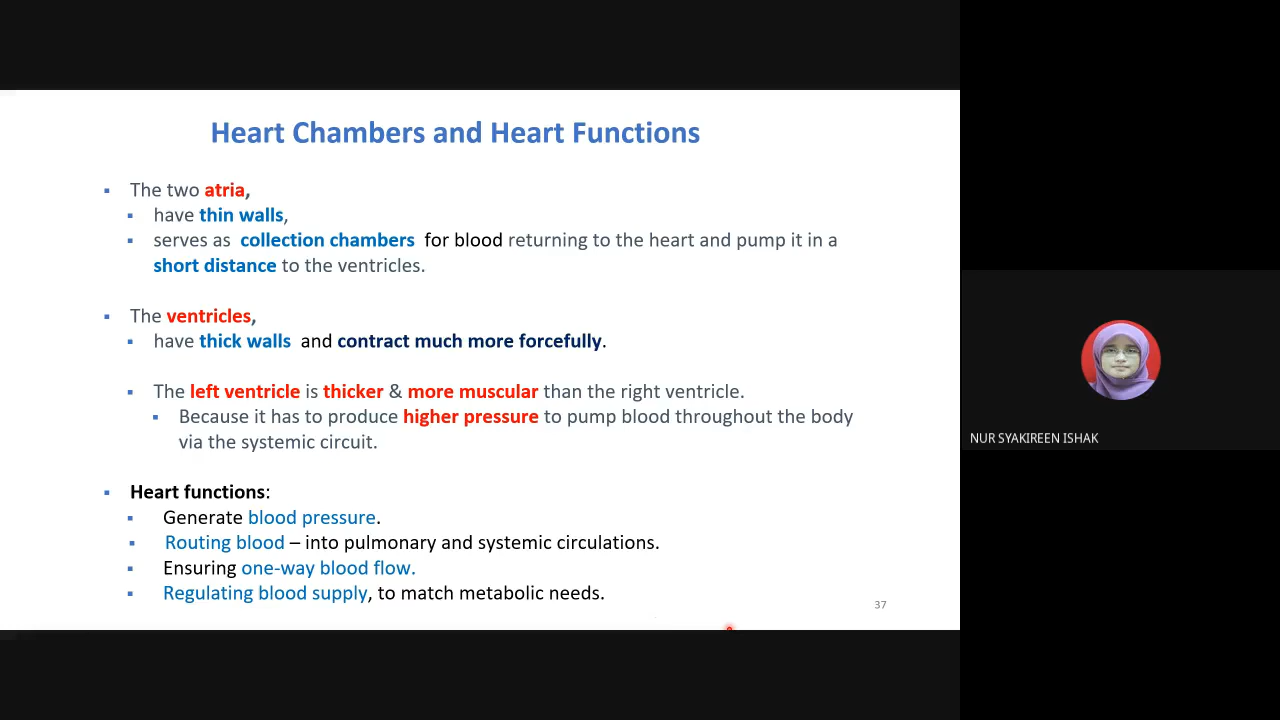 Heart Chambers and Heart Functions
▪ The two atria,
▪ have thin walls,
▪ serves as collection chambers for blood returning to the heart and pump it in a
short distance to the ventricles.
▪ The ventricles,
▪ have thick walls and contract much more forcefully.
▪ The left ventricle is thicker & more muscular than the right ventricle.
▪ Because it has to produce higher pressure to pump blood throughout the body
via the systemic circuit.
▪ Heart functions:
▪ Generate blood pressure.
▪ Routing blood – into pulmonary and systemic circulations.
▪ Ensuring one-way blood flow.
▪ Regulating blood supply, to match metabolic needs.
37
NUR SYAKIREEN ISHAK